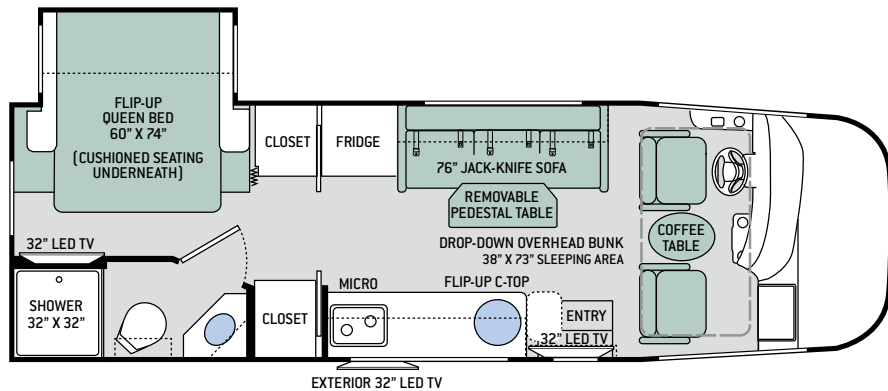 FLIP-UP
QUEEN BED
60” X 74”
(CUSHIONED SEATING
UNDERNEATH)
CLOSET
FRIDGE
76” JACK-KNIFE SOFA
REMOVABLE
PEDESTAL TABLE
COFFEE
TABLE
DROP-DOWN OVERHEAD BUNK
38” X 73” SLEEPING AREA
32” LED TV
SHOWER
32” X 32”
CLOSET
MICRO
FLIP-UP C-TOP
ENTRY
32” LED TV
EXTERIOR 32” LED TV